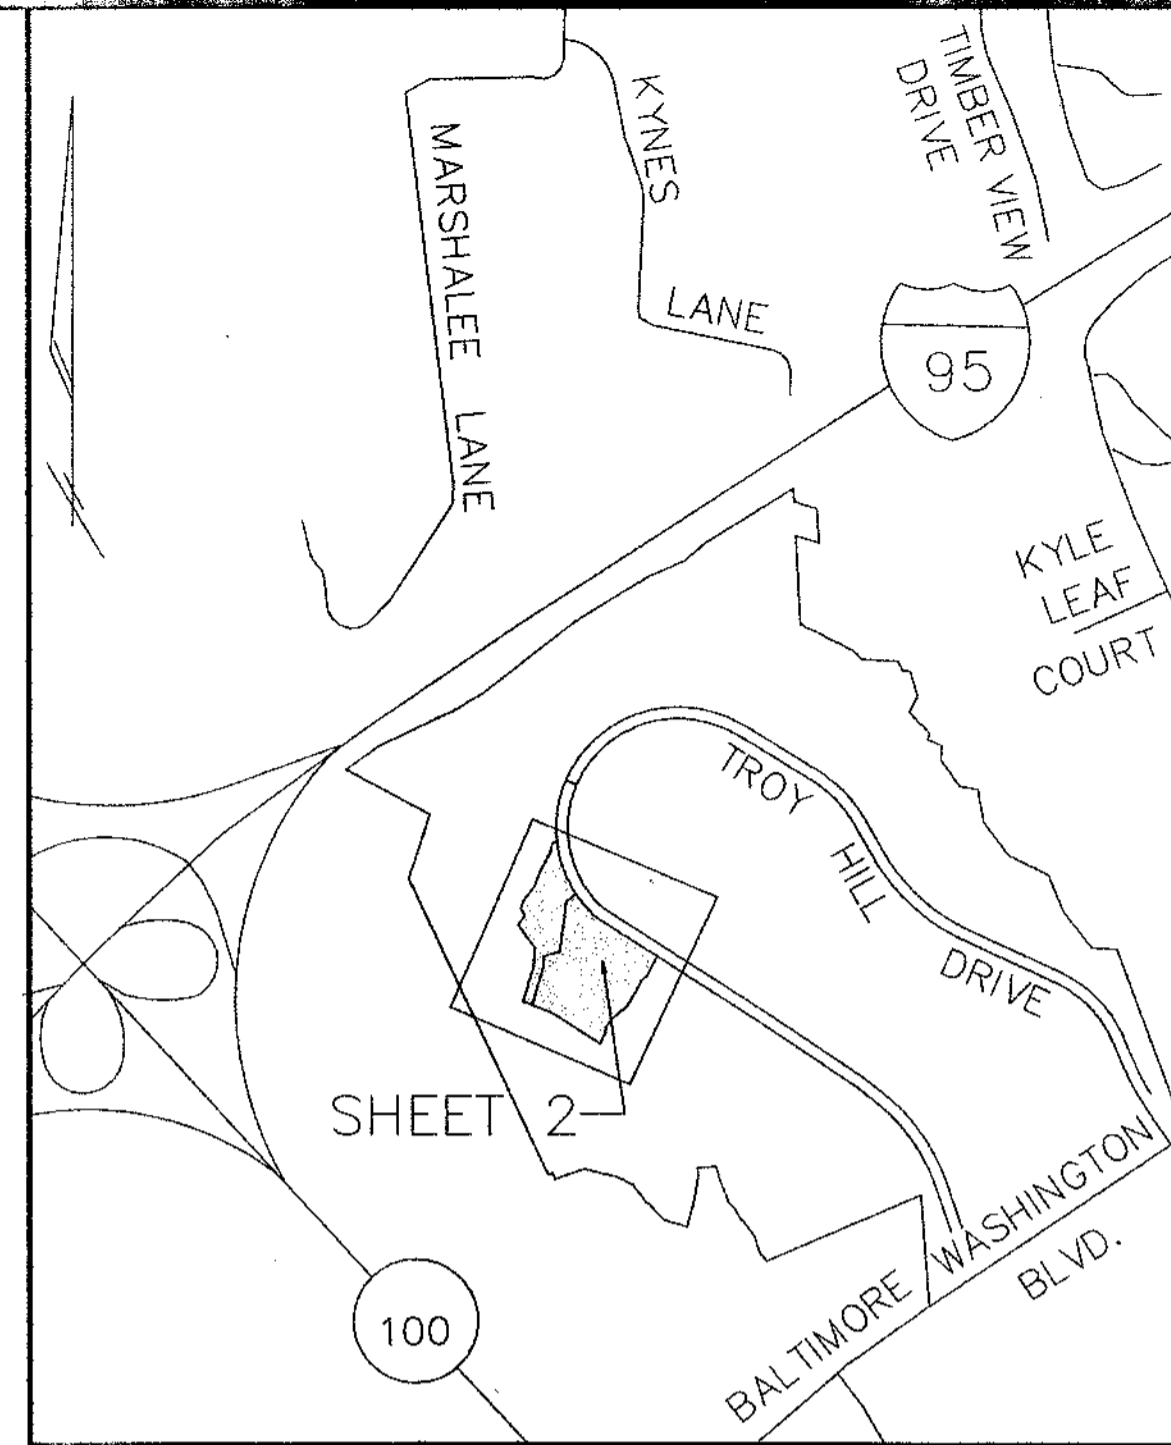 TIMBER VIEW
DRIVE
KYNES
MARSHALEE LANE
LANE
95
KYLE
LEAF
COURT
TROY
HILL
DRIVE
SHEET 2
BALTIMORE WASHINGTON
BLVD.
100